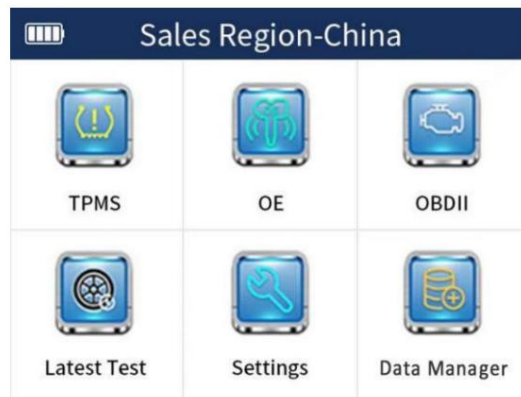 Sales Region-China
TPMS
OE
OBDII
Latest Test
Settings
Data Manager